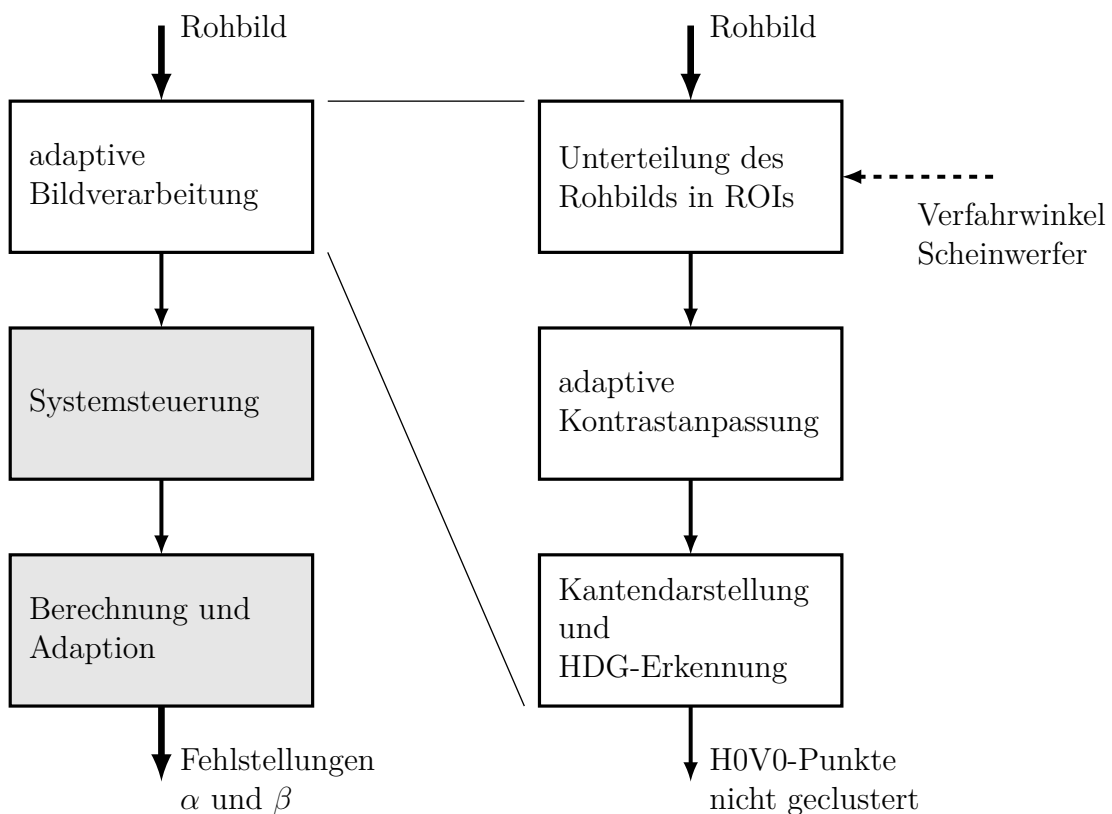 Rohbild
adaptive
Bildverarbeitung
Systemsteuerung
Berechnung und
Adaption
Fehlstellungen
α und β
Rohbild
Unterteilung des
Rohbilds in ROIs
Verfahrwinkel
Scheinwerfer
adaptive
Kontrastanpassung
Kantendarstellung
und
HDG-Erkennung
H0V0-Punkte
nicht geclustert